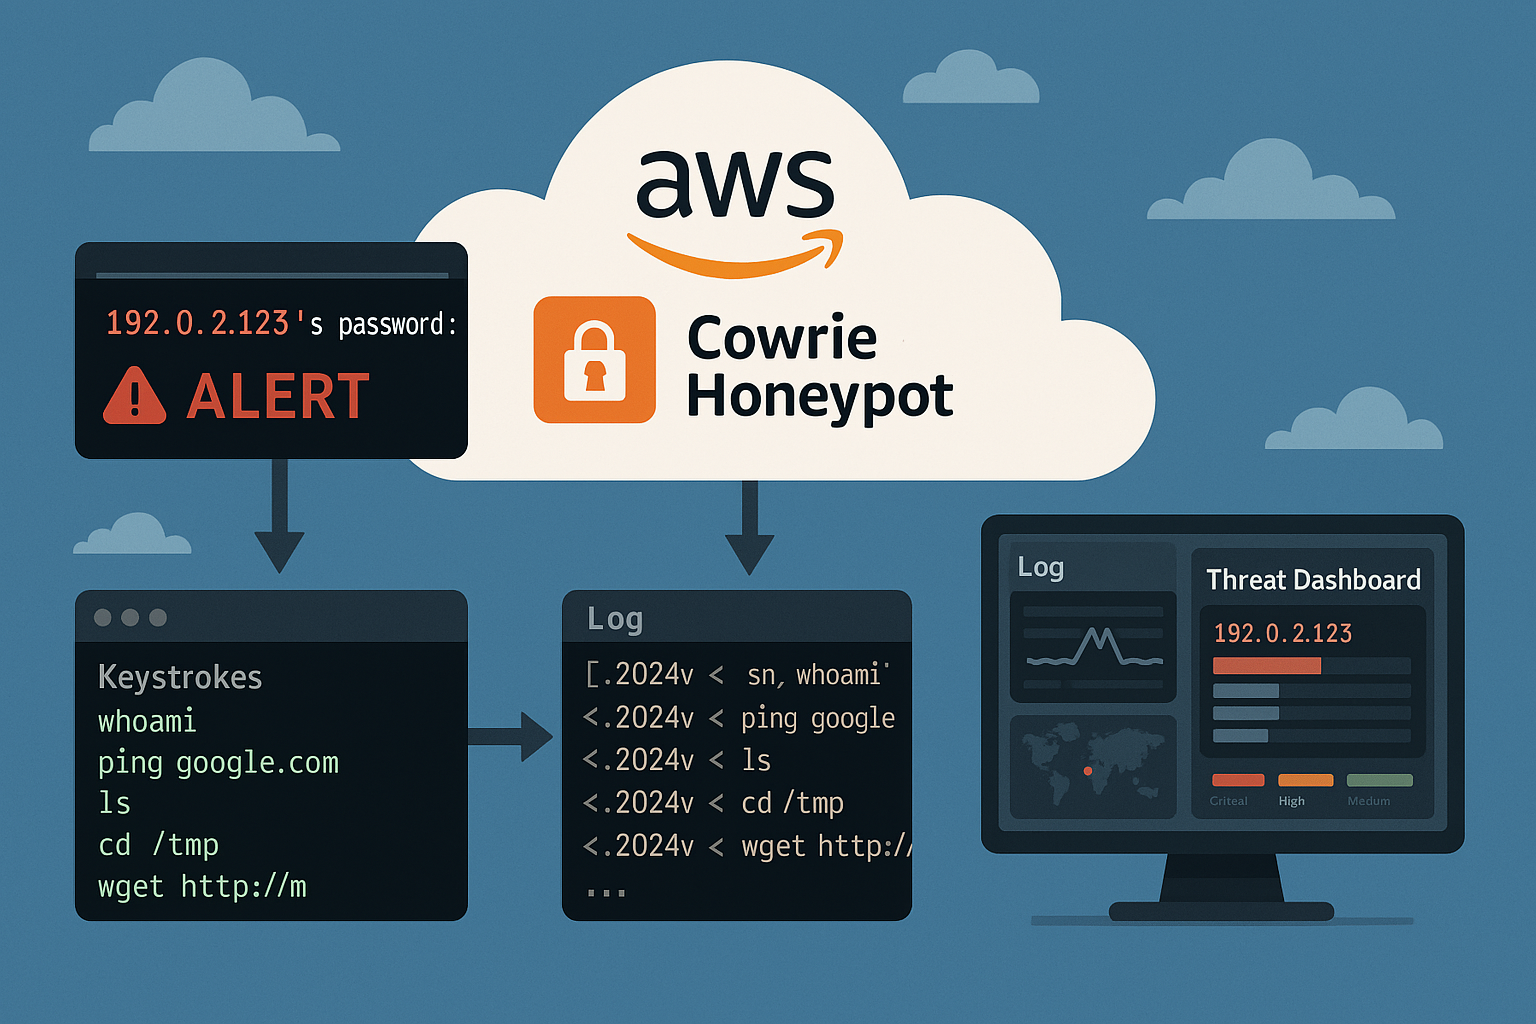 aws
Cowrie
Honeypot
192.0.2.123's password:
ALERT
Keystrokes
whoami
ping google.com
ls
cd /tmp
wget http://m
Log
[.2024v < sn, whoami'
<.2024v < ping google
<.2024v < ls
<.2024v < cd /tmp
<.2024v < wget http:/
...
Log
Threat Dashboard
192.0.2.123
Criteal High Medum